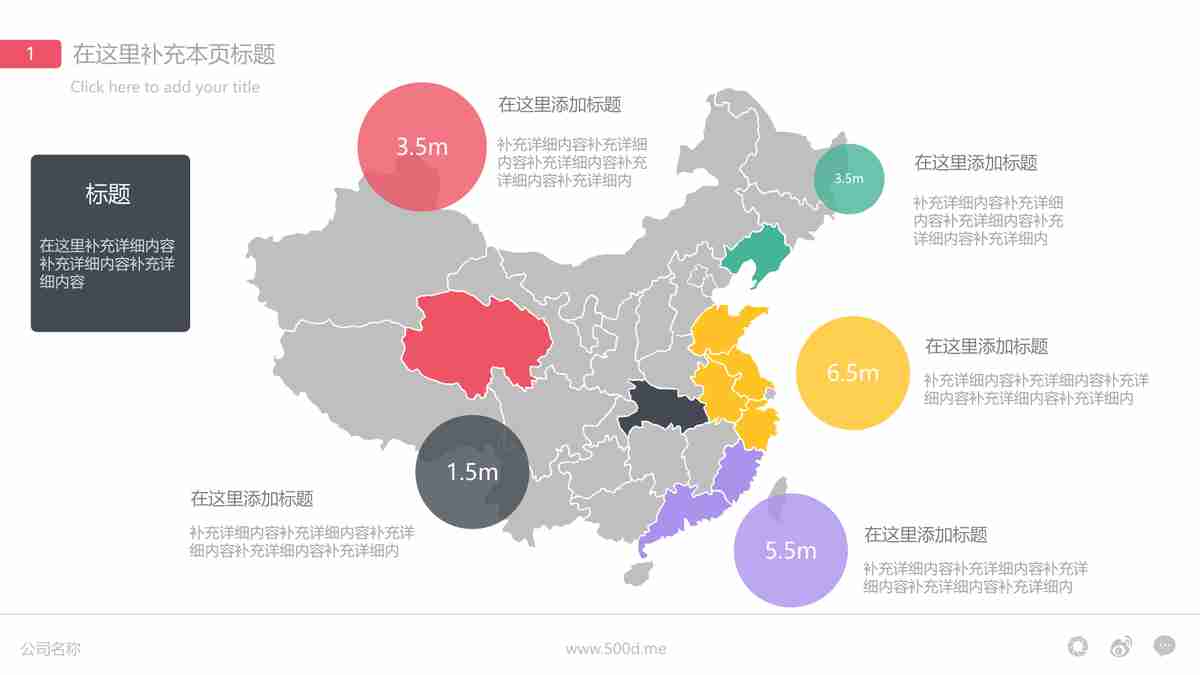 1
在这里补充本页标题
Click here to add your title
标题
在这里补充详细内容
补充详细内容补充详
细内容
3.5m
在这里添加标题
补充详细内容补充详细
内容补充详细内容补充
详细内容补充详细内
3.5m
在这里添加标题
补充详细内容补充详细
内容补充详细内容补充
详细内容补充详细内
6.5m
在这里添加标题
补充详细内容补充详细内容补充详
细内容补充详细内容补充详细内
1.5m
在这里添加标题
补充详细内容补充详细内容补充详
细内容补充详细内容补充详细内
5.5m
在这里添加标题
补充详细内容补充详细内容补充详
细内容补充详细内容补充详细内
公司名称
www.500d.me